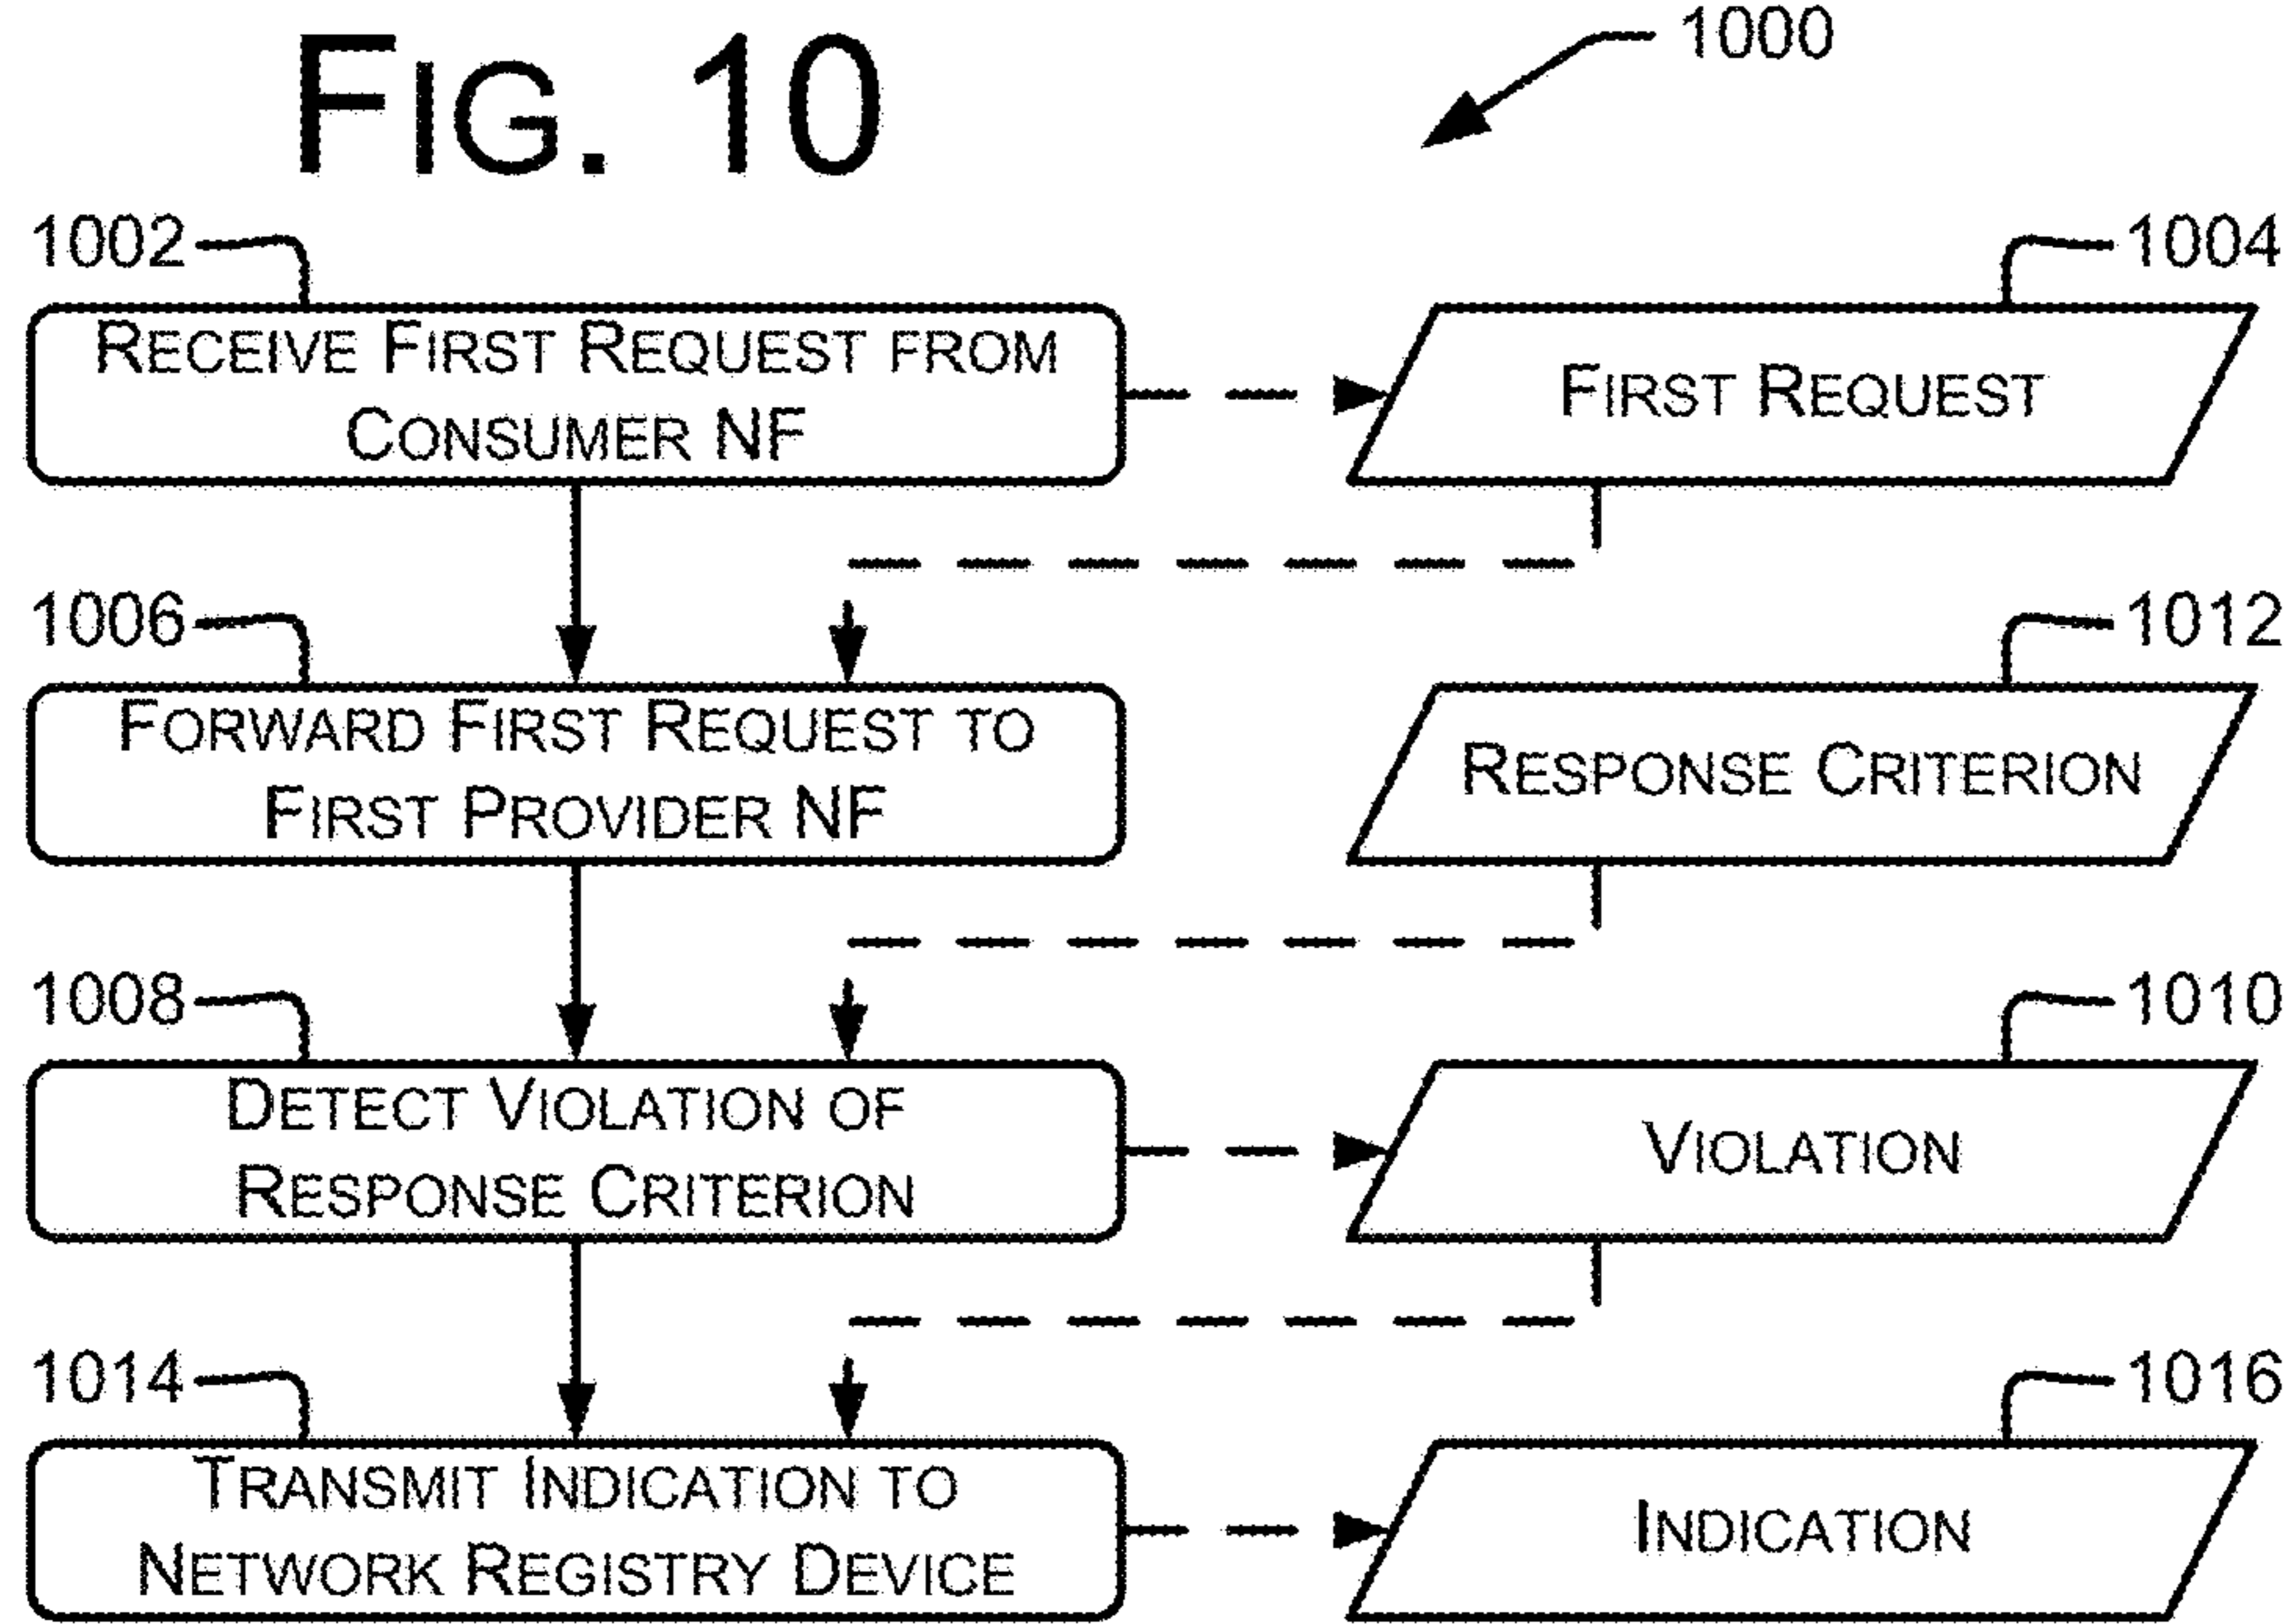 FIG. 10
1000
1002
1004
RECEIVE FIRST REQUEST FROM
CONSUMER NF
FIRST REQUEST
1006
1012
FORWARD FIRST REQUEST TO
FIRST PROVIDER NF
RESPONSE CRITERION
1008
1010
DETECT VIOLATION OF
RESPONSE CRITERION
VIOLATION
1014
1016
TRANSMIT INDICATION TO
NETWORK REGISTRY DEVICE
INDICATION